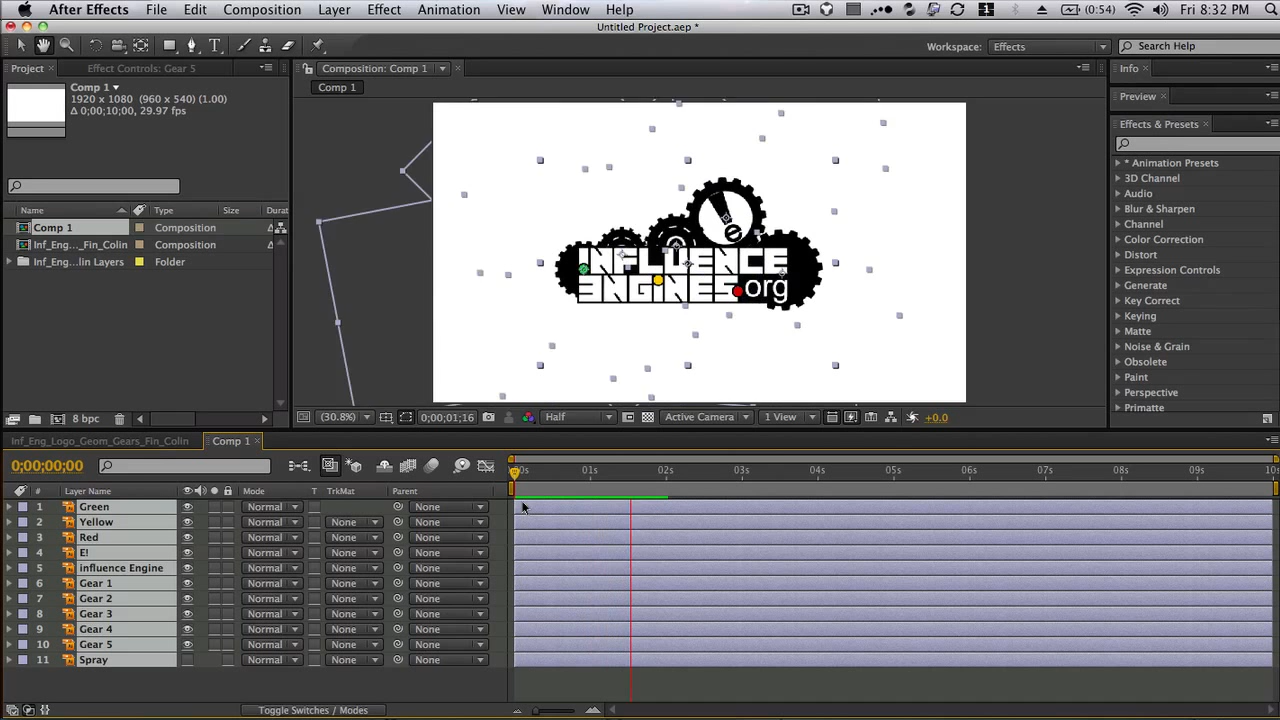 After Effects File Edit Composition Layer Effect Animation View Window Help 1 (0:54) Fri 8:32 PM
Untitled Project.aep *
Workspace: Effects Search Help
Project Effect Controls: Gear 5 Composition: Comp 1 Info
Comp 1 Comp 1
1920 x 1080 (960 x 540) (1.00)
Δ 0;00;10;00, 29.97 fps
Preview
Effects & Presets
* Animation Presets
3D Channel
Audio
Blur & Sharpen
Channel
Color Correction
Distort
Expression Controls
Generate
Key Correct
Keying
Matte
Noise & Grain
Obsolete
Paint
Perspective
Primatte
Name Type Size Durat
Comp 1 Composition
Inf_Eng..._Fin_Colin Composition
Inf_Eng...lin Layers Folder
8 bpc
e
INFLUENCE
ENGINES.org
(30.8%) 0;00;01;16 Half Active Camera 1 View +0.0
Inf_Eng_Logo_Geom_Gears_Fin_Colin Comp 1
0;00;00;00
0s 01s 02s 03s 04s 05s 06s 07s 08s 09s 10s
# Layer Name Mode T TrkMat Parent
1 Green Normal None
2 Yellow Normal None None
3 Red Normal None None
4 E! Normal None None
5 influence Engine Normal None None
6 Gear 1 Normal None None
7 Gear 2 Normal None None
8 Gear 3 Normal None None
9 Gear 4 Normal None None
10 Gear 5 Normal None None
11 Spray Normal None None
Toggle Switches / Modes